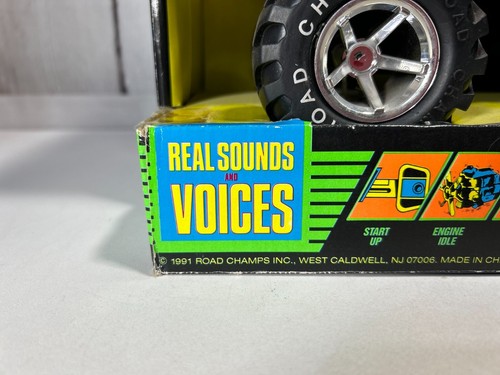 ROAD CH
ROAD CHA
REAL SOUNDS
AND
VOICES
START
UP
ENGINE
IDLE
© 1991 ROAD CHAMPS INC., WEST CALDWELL, NJ 07006. MADE IN CH